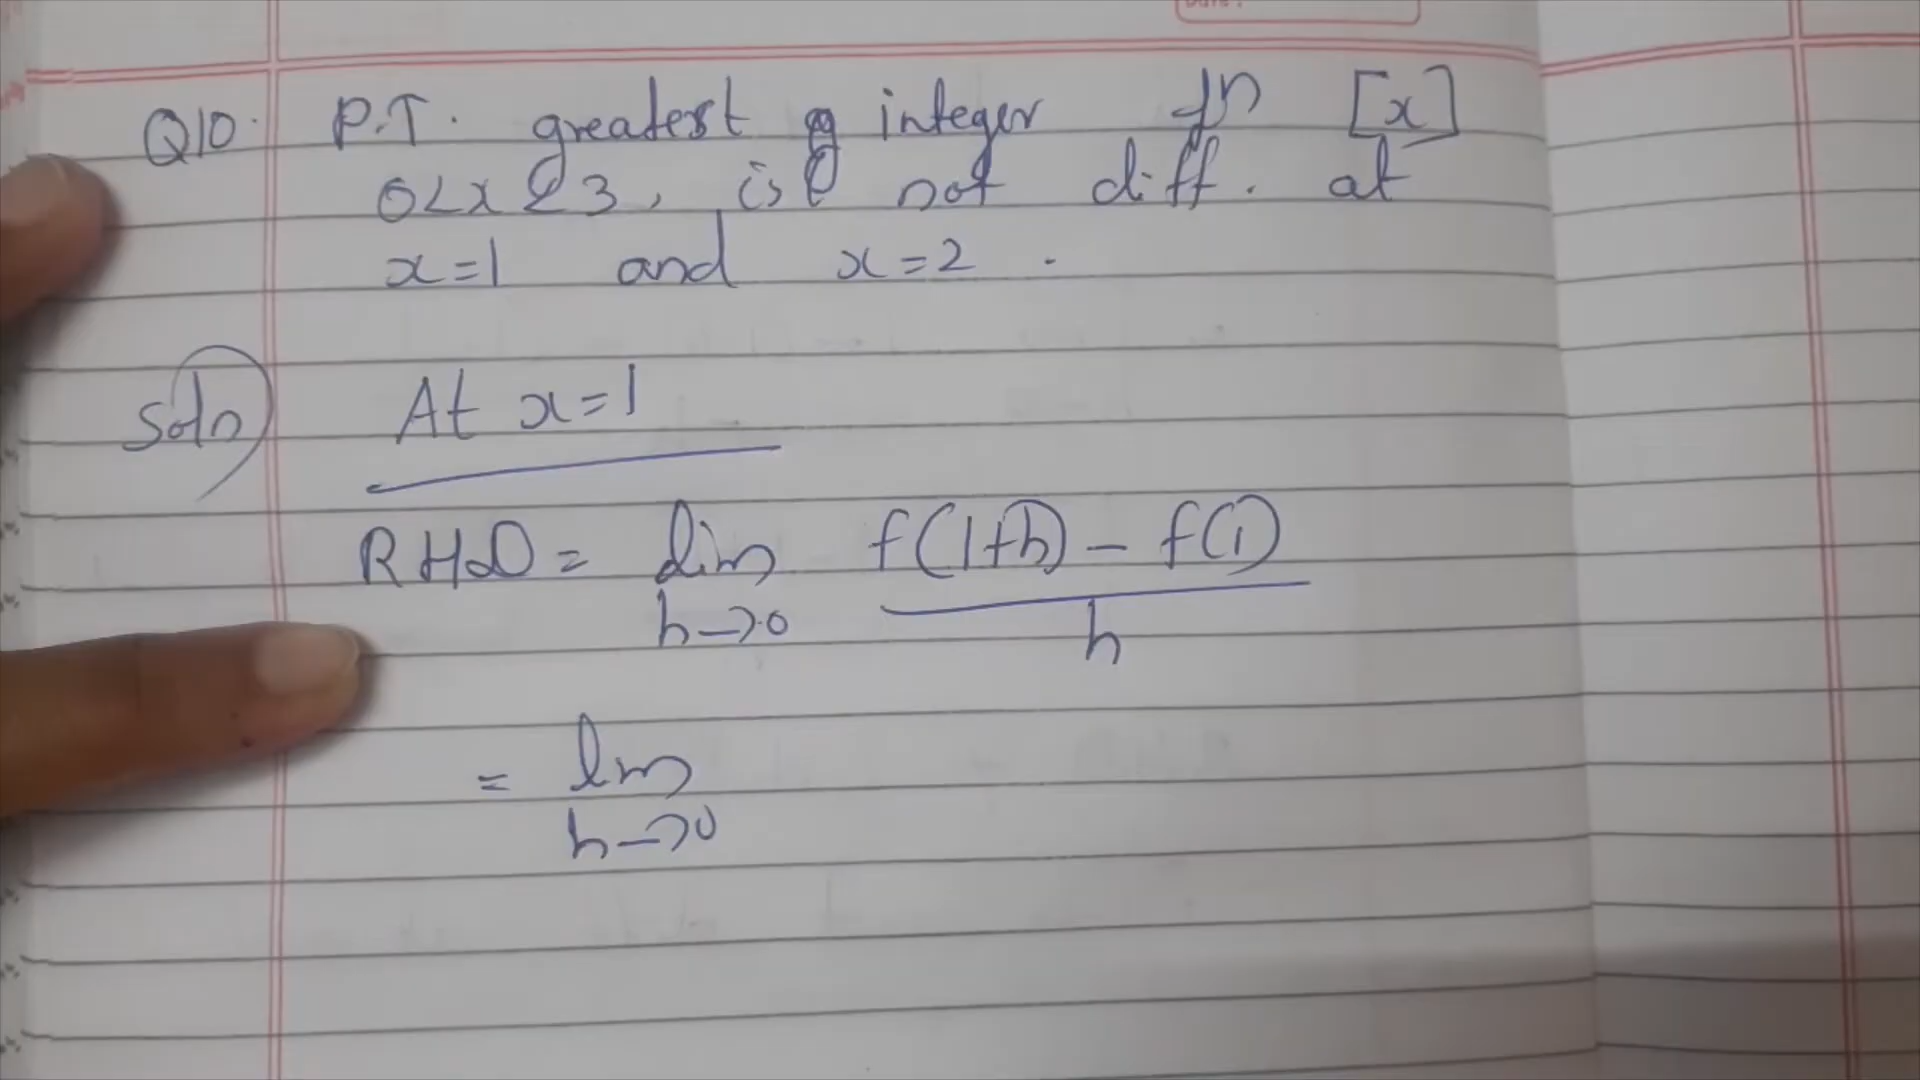 Q10. P.T. greatest integer fn [x]
0<x<3, is not diff. at
x=1 and x=2.
Soln At x=1
RHD = lim f(1+h) - f(1)
h→0 h
= lim
h→0